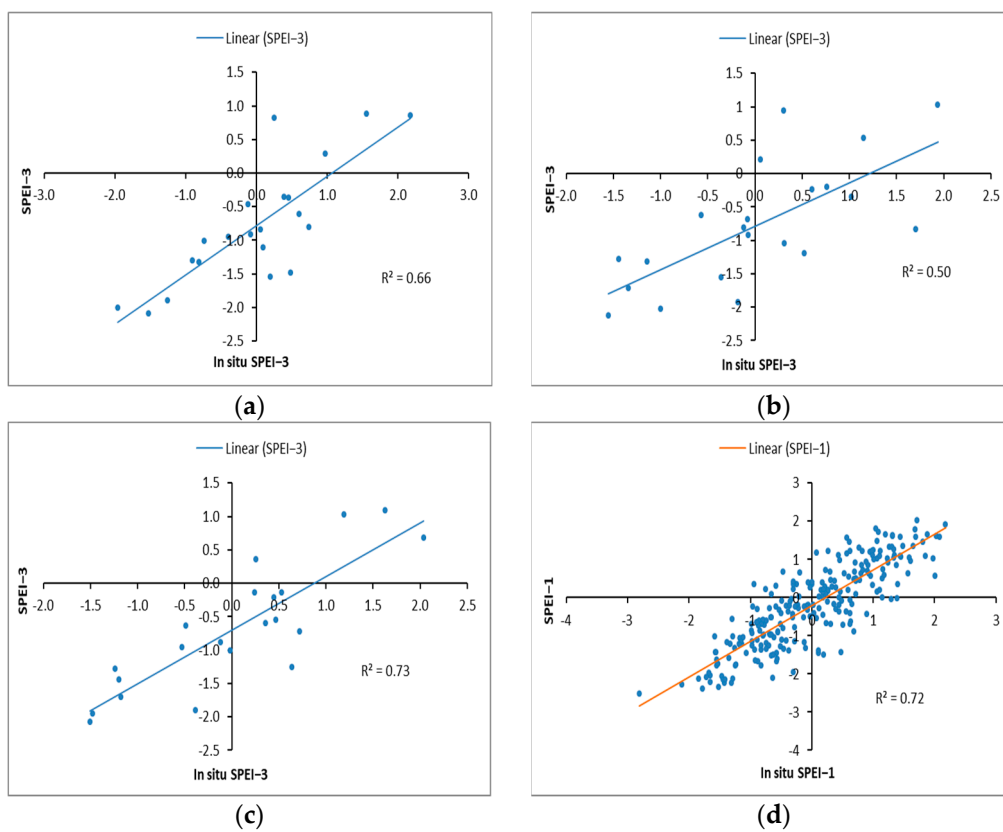 Linear (SPEI−3)
1.5
1.0
0.5
0.0
-3.0 -2.0 -1.0 0.0 1.0 2.0 3.0
-0.5
-1.0
-1.5
-2.0
-2.5
SPEI−3
R² = 0.66
In situ SPEI−3
(a)
Linear (SPEI−3)
1.5
1.0
0.5
0.0
-2.0 -1.5 -1.0 -0.5 0.0 0.5 1.0 1.5 2.0 2.5
-0.5
-1.0
-1.5
-2.0
-2.5
SPEI−3
R² = 0.50
In situ SPEI−3
(b)
Linear (SPEI−3)
1.5
1.0
0.5
0.0
-2.0 -1.5 -1.0 -0.5 0.0 0.5 1.0 1.5 2.0 2.5
-0.5
-1.0
-1.5
-2.0
-2.5
SPEI−3
R² = 0.73
In situ SPEI−3
(c)
Linear (SPEI−1)
3
2
1
0
-4 -3 -2 -1 0 1 2 3
-1
-2
-3
-4
SPEI−1
R² = 0.72
In situ SPEI−1
(d)